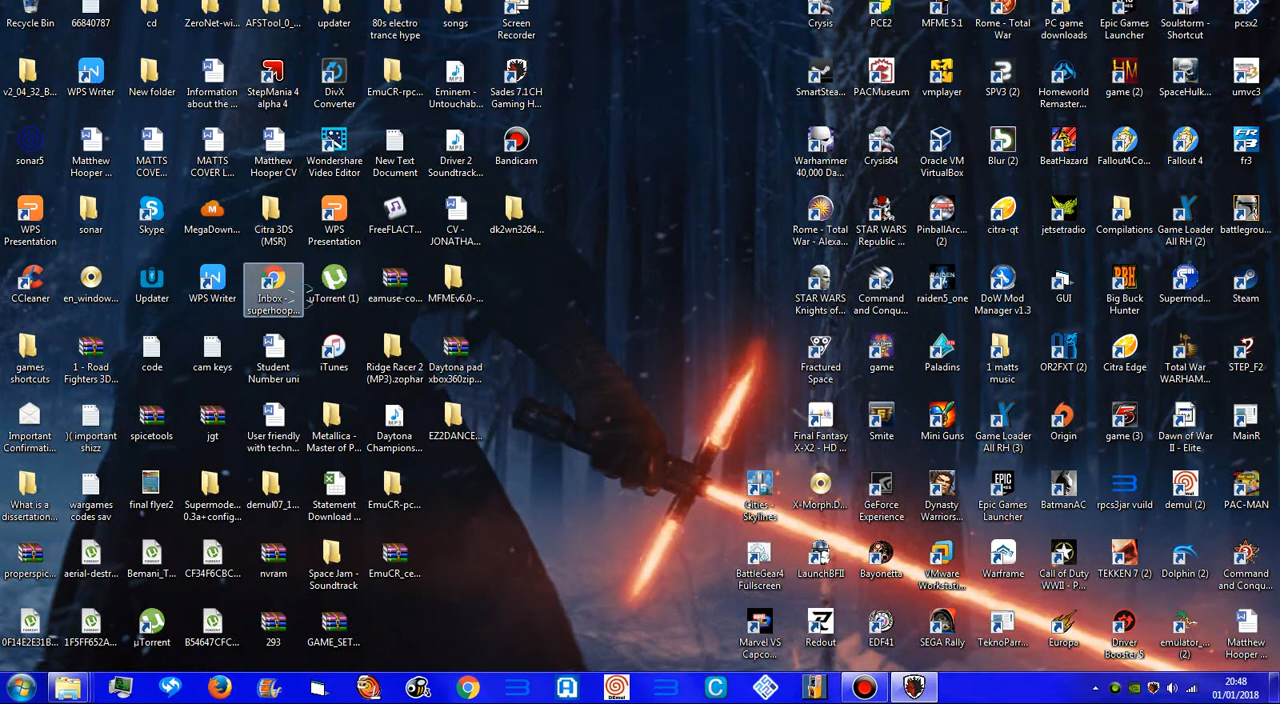 Recycle Bin
66840787
cd
ZeroNet-wi...
AFSTool_0_...
updater
80s electro
trance hype
songs
Screen
Recorder
Crysis
PCE2
MFME 5.1
Rome - Total
War
PC game
downloads
Epic Games
Launcher
Soulstorm -
Shortcut
pcsx2
v2_04_32_B...
WPS Writer
New folder
Information
about the ...
StepMania 4
alpha 4
DivX
Converter
EmuCR-rpc...
Eminem -
Untouchab...
Sades 7.1CH
Gaming H...
SmartStea...
PACMuseum
vmplayer
SPV3 (2)
Homeworld
Remaster...
game (2)
SpaceHulk...
umvc3
sonar5
Matthew
Hooper ...
MATTS
COVE...
MATTS
COVER L...
Matthew
Hooper CV
Wondershare
Video Editor
New Text
Document
Driver 2
Soundtrack...
Bandicam
Warhammer
40,000 Da...
Crysis64
Oracle VM
VirtualBox
Blur (2)
BeatHazard
Fallout4Co...
Fallout 4
fr3
WPS
Presentation
sonar
Skype
MegaDown...
Citra 3DS
(MSR)
WPS
Presentation
FreeFLACT...
CV -
JONATHA...
dk2wn3264...
Rome - Total
War - Alexa...
STAR WARS
Republic ...
PinballArc...
(2)
citra-qt
jetsetradio
Compilations
Game Loader
All RH (2)
battlegrou...
CCleaner
en_window...
Updater
WPS Writer
Inbox -
superhoop...
uTorrent (1)
eamuse-co...
MFMEv6.0-...
STAR WARS
Knights of...
Command
and Conqu...
raiden5_one
DoW Mod
Manager v1.3
GUI
Big Buck
Hunter
Supermod...
Steam
games
shortcuts
1 - Road
Fighters 3D...
code
cam keys
Student
Number uni
iTunes
Ridge Racer 2
(MP3).zophar
Daytona pad
xbox360zip...
Fractured
Space
game
Paladins
1 matts
music
OR2FXT (2)
Citra Edge
Total War
WARHAM...
STEP_F2
Important
Confirmati...
)( important
shizz
spicetools
jgt
User friendly
with techn...
Metallica -
Master of P...
Daytona
Champions...
EZ2DANCE...
Final Fantasy
X-X2 - HD ...
Smite
Mini Guns
Game Loader
All RH (3)
Origin
game (3)
Dawn of War
II - Elite
MainR
What is a
dissertation...
wargames
codes sav
final flyer2
Supermode...
0.3a+config...
demul07_1...
Statement
Download ...
EmuCR-pc...
Cities -
Skylines
X-Morph.D...
GeForce
Experience
Dynasty
Warriors...
Epic Games
Launcher
BatmanAC
rpcs3jar vuild
demul (2)
PAC-MAN
properspic...
aerial-destr...
Bemani_T...
CF34F6CBC...
nvram
Space Jam -
Soundtrack
EmuCR_ce...
BattleGear4
Fullscreen
LaunchBFII
Bayonetta
VMware
Workstati...
Warframe
Call of Duty
WWII - P...
TEKKEN 7 (2)
Dolphin (2)
Command
and Conqu...
0F14E2E31B...
1F5FF652A...
µTorrent
B54647CFC...
293
GAME_SET...
Marvel VS
Capco...
Redout
EDF41
SEGA Rally
TeknoParr...
Europa
Driver
Booster 5
emulator_...
(2)
Matthew
Hooper ...
20:48
01/01/2018